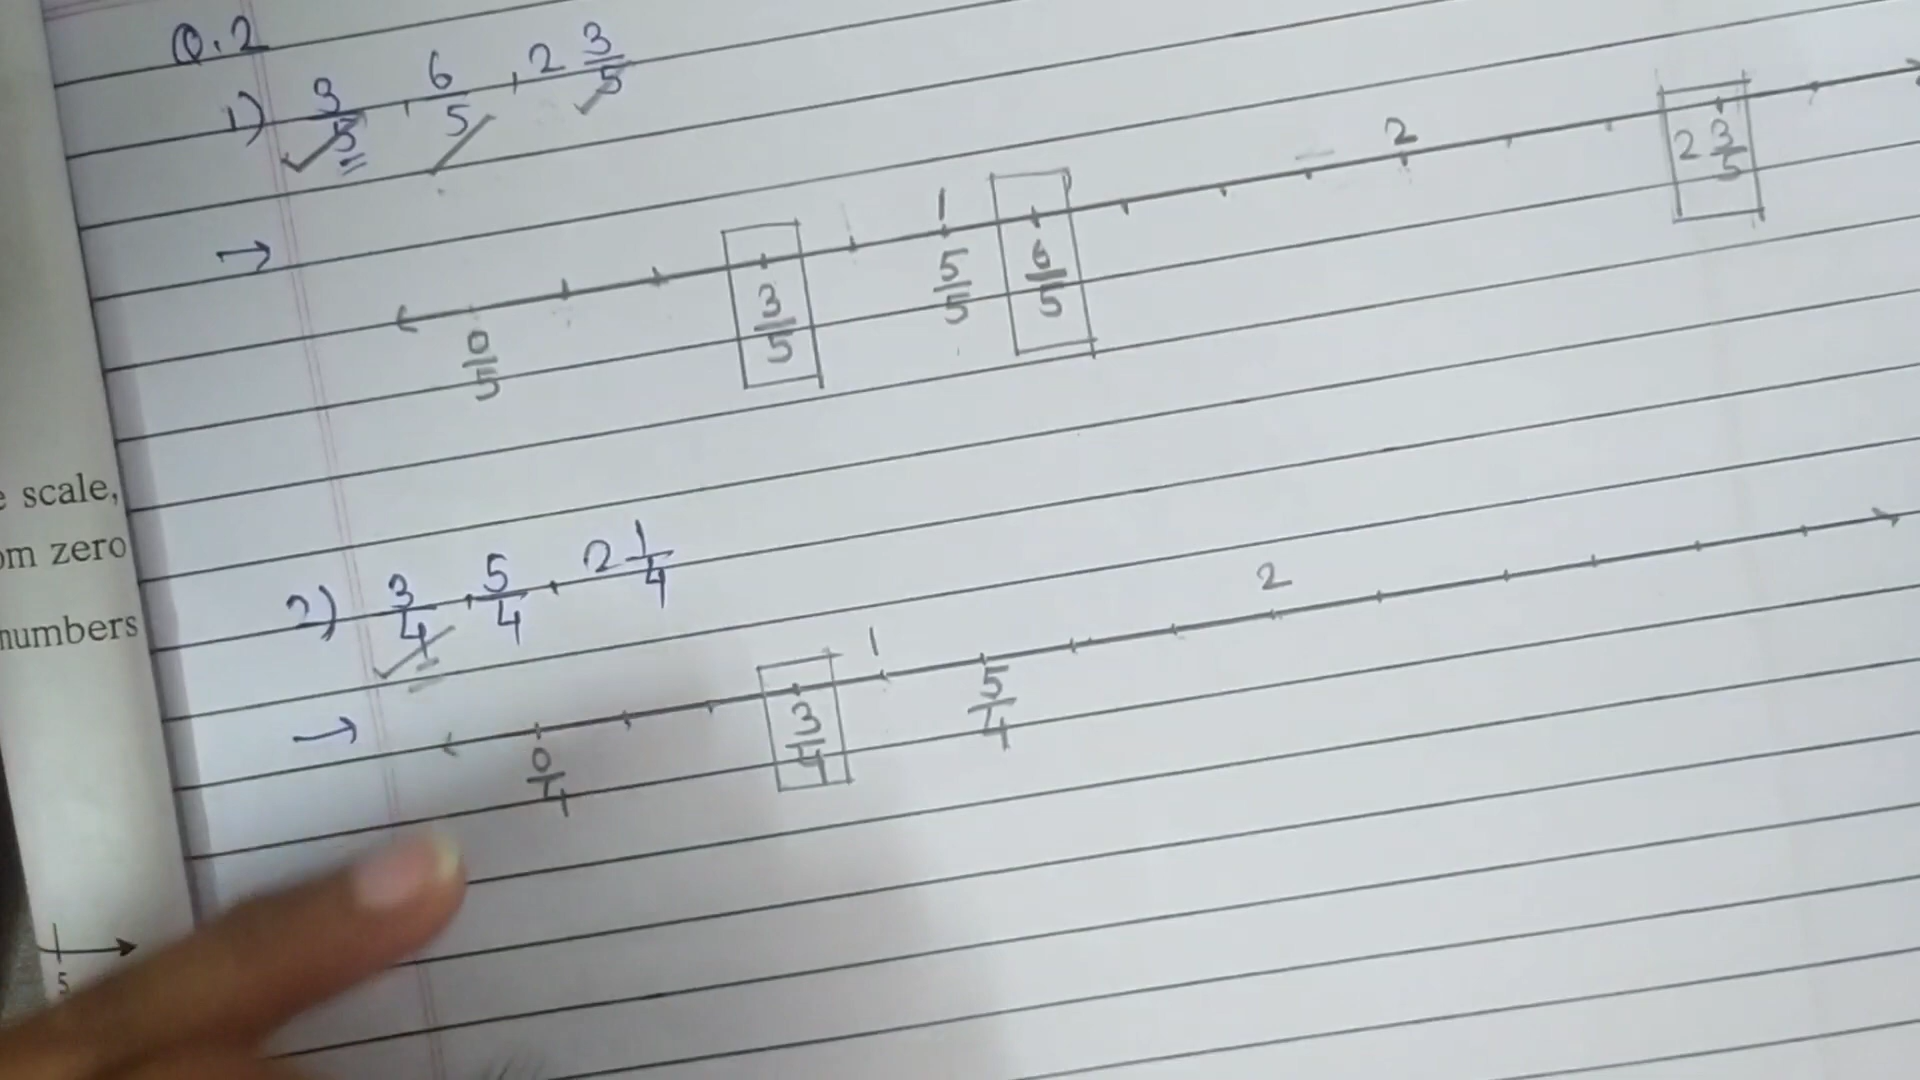 Q.2
1) 3/5, 6/5, 2 3/5
→
1 2
0/5 3/5 5/5 6/5 2 3/5
2) 3/4, 5/4, 2 1/4
→
1 2
0/4 3/4 5/4
scale,
om zero
numbers
5